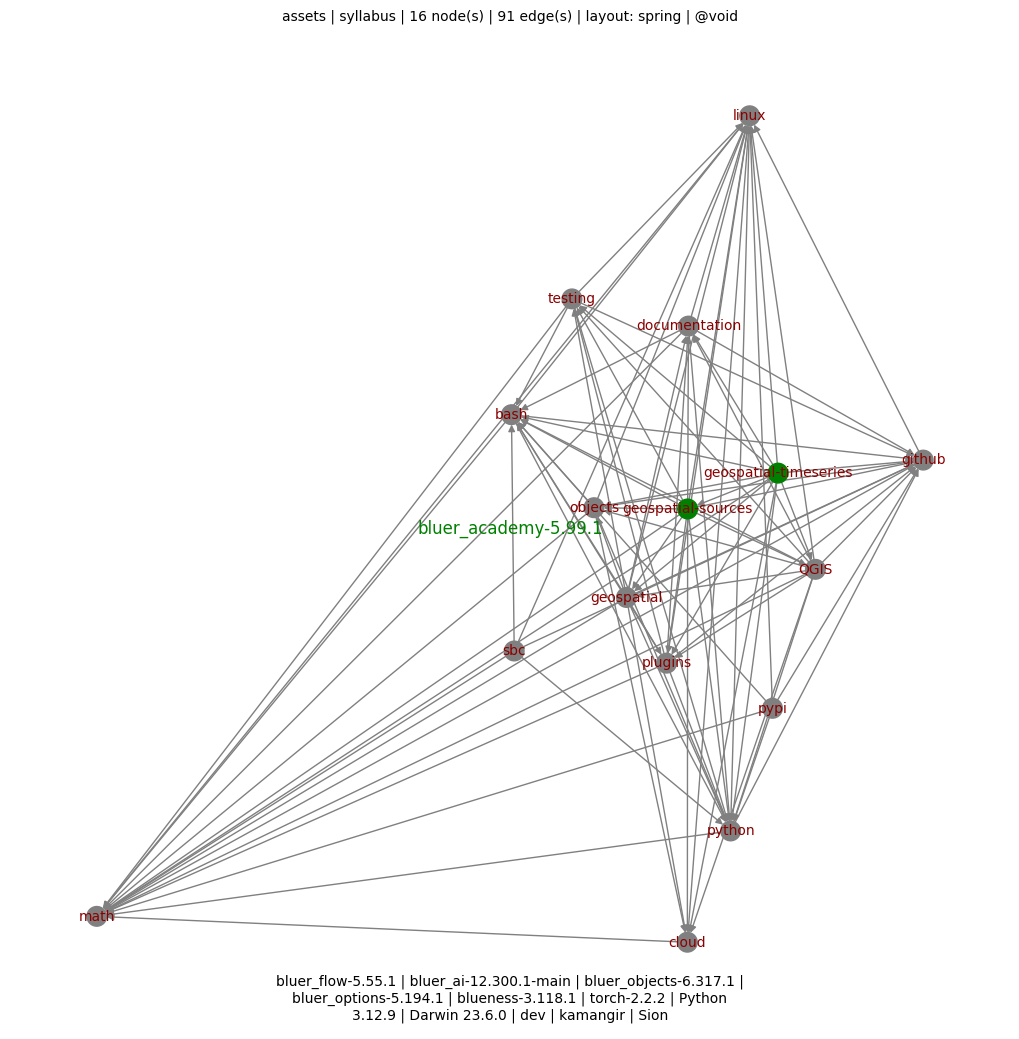 assets | syllabus | 16 node(s) | 91 edge(s) | layout: spring | @void
linux
testing
documentation
bash
github
geospatial-timeseries
objects
geospatial-sources
bluer_academy-5.99.1
QGIS
geospatial
sbc
plugins
pypi
python
math
cloud
bluer_flow-5.55.1 | bluer_ai-12.300.1-main | bluer_objects-6.317.1 |
bluer_options-5.194.1 | blueness-3.118.1 | torch-2.2.2 | Python
3.12.9 | Darwin 23.6.0 | dev | kamangir | Sion